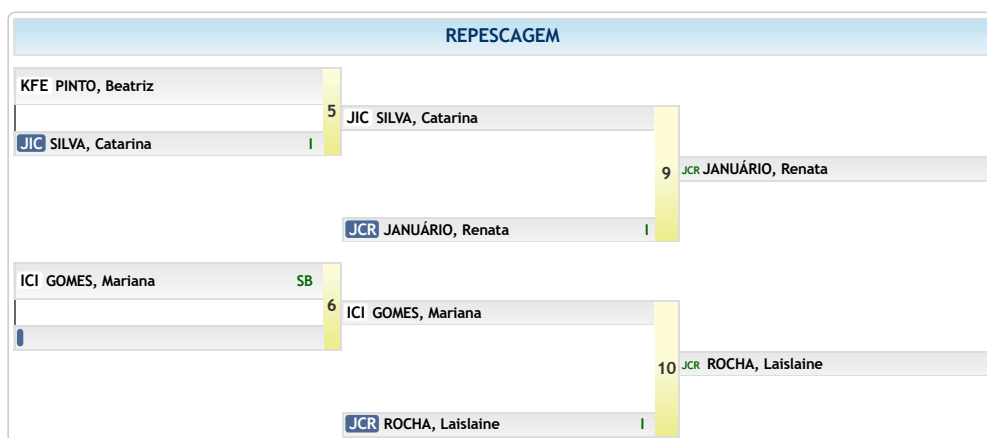 REPESCAGEM
KFE PINTO, Beatriz
5
JIC SILVA, Catarina I
JIC SILVA, Catarina
9
JCR JANUÁRIO, Renata
JCR JANUÁRIO, Renata I
ICI GOMES, Mariana SB
6
ICI GOMES, Mariana
10
JCR ROCHA, Laislaine
JCR ROCHA, Laislaine I